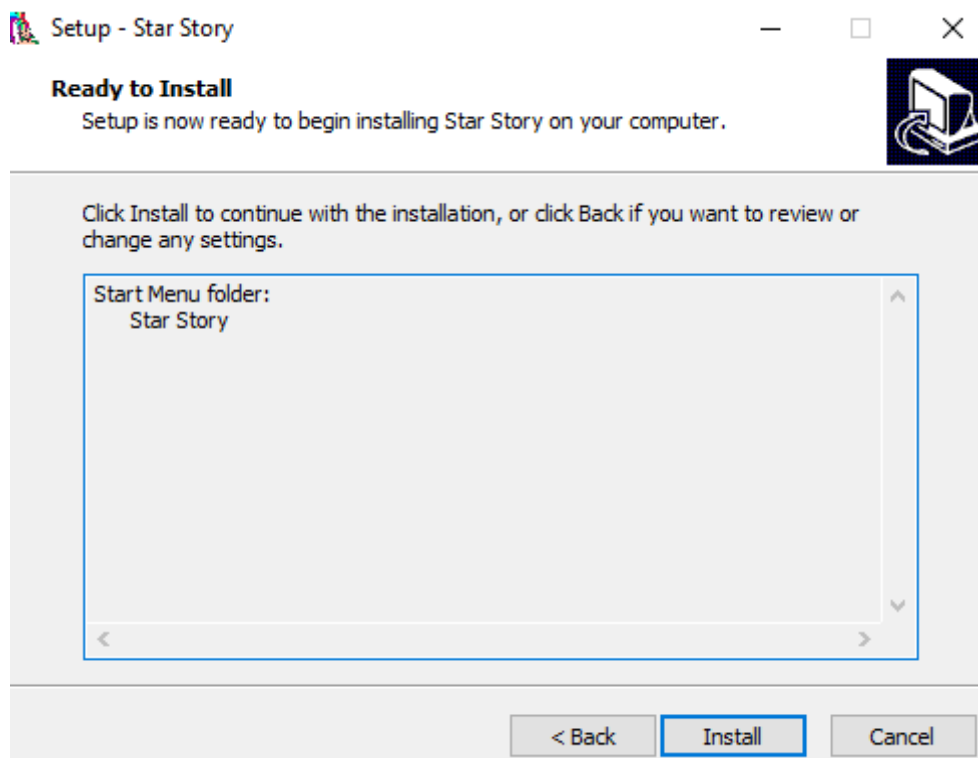 Setup - Star Story
Ready to Install
Setup is now ready to begin installing Star Story on your computer.
Click Install to continue with the installation, or click Back if you want to review or
change any settings.
Start Menu folder:
Star Story
< Back
Install
Cancel